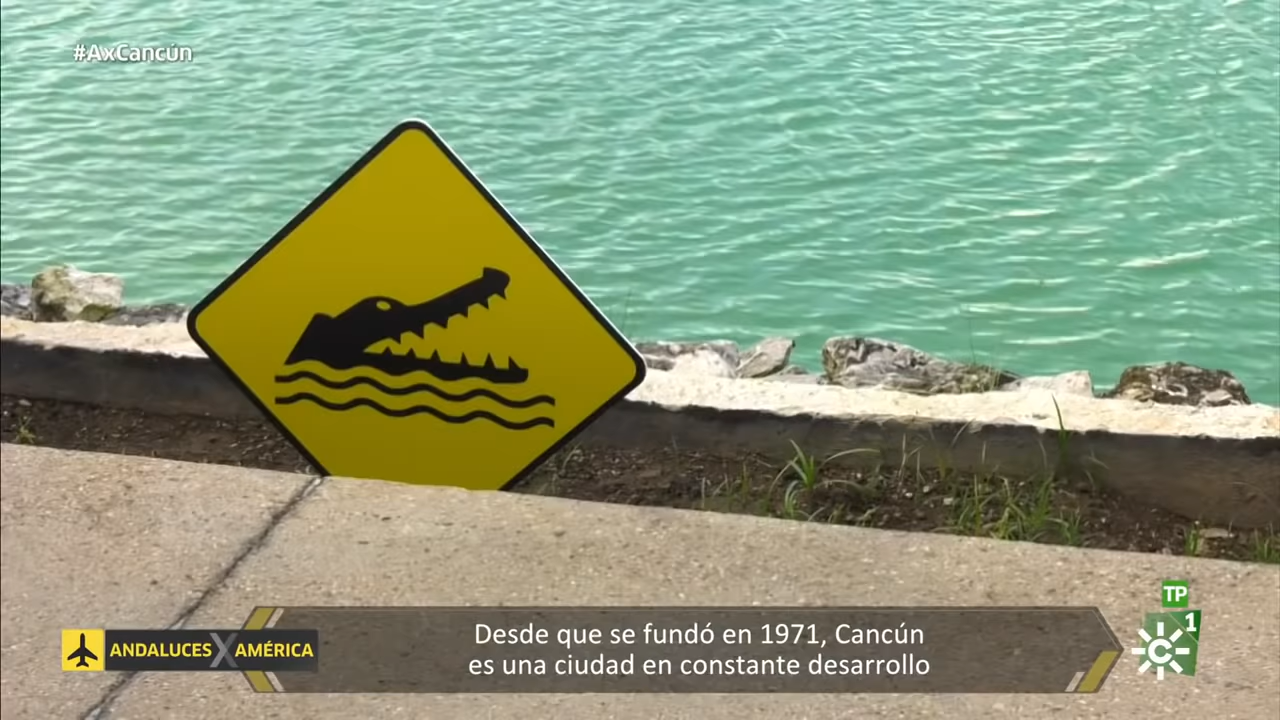 #AxCancún
Desde que se fundó en 1971, Cancún
es una ciudad en constante desarrollo
ANDALUCES X AMÉRICA
TP
1
C